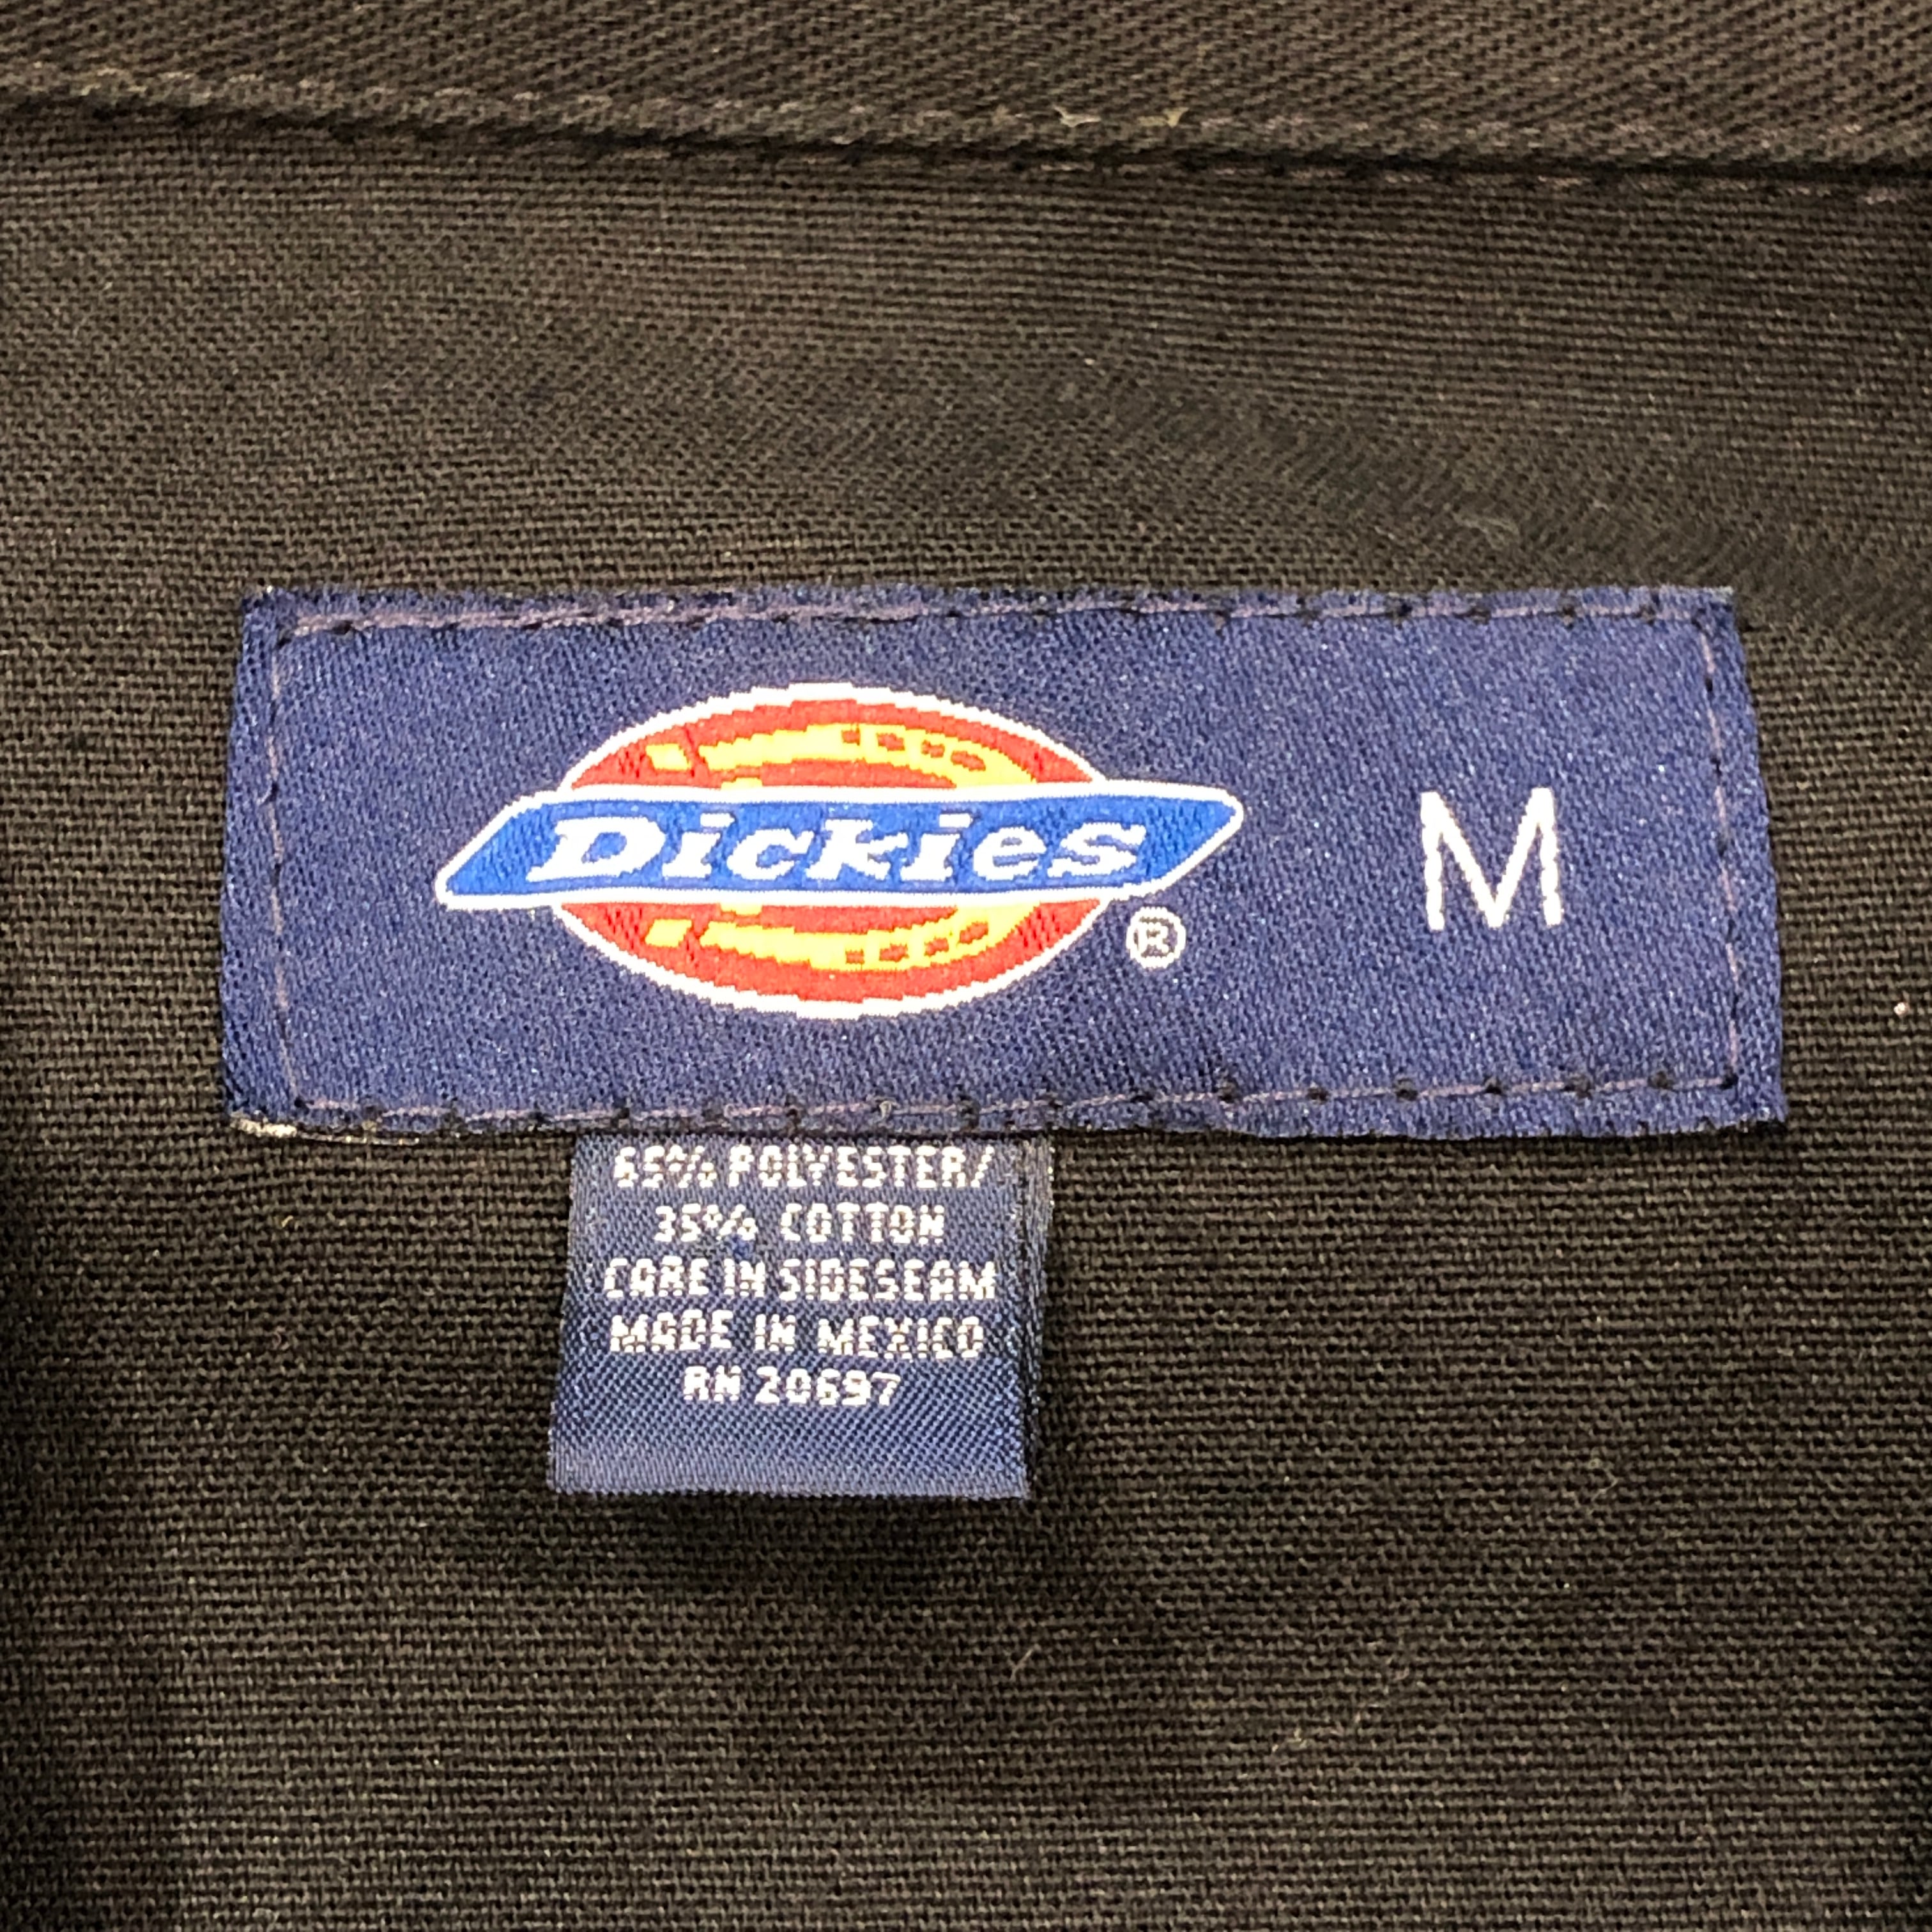 Dickies ® M
65% POLYESTER/
35% COTTON
CARE IN SIDESEAM
MADE IN MEXICO
RN 20697